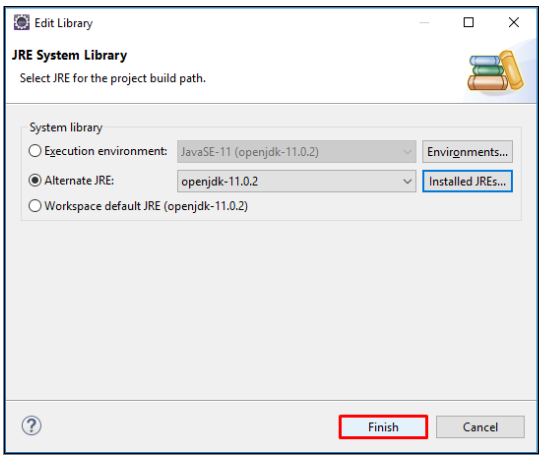 Edit Library
JRE System Library
Select JRE for the project build path.
System library
Execution environment: JavaSE-11 (openjdk-11.0.2) Environments...
Alternate JRE: openjdk-11.0.2 Installed JREs...
Workspace default JRE (openjdk-11.0.2)
? Finish Cancel